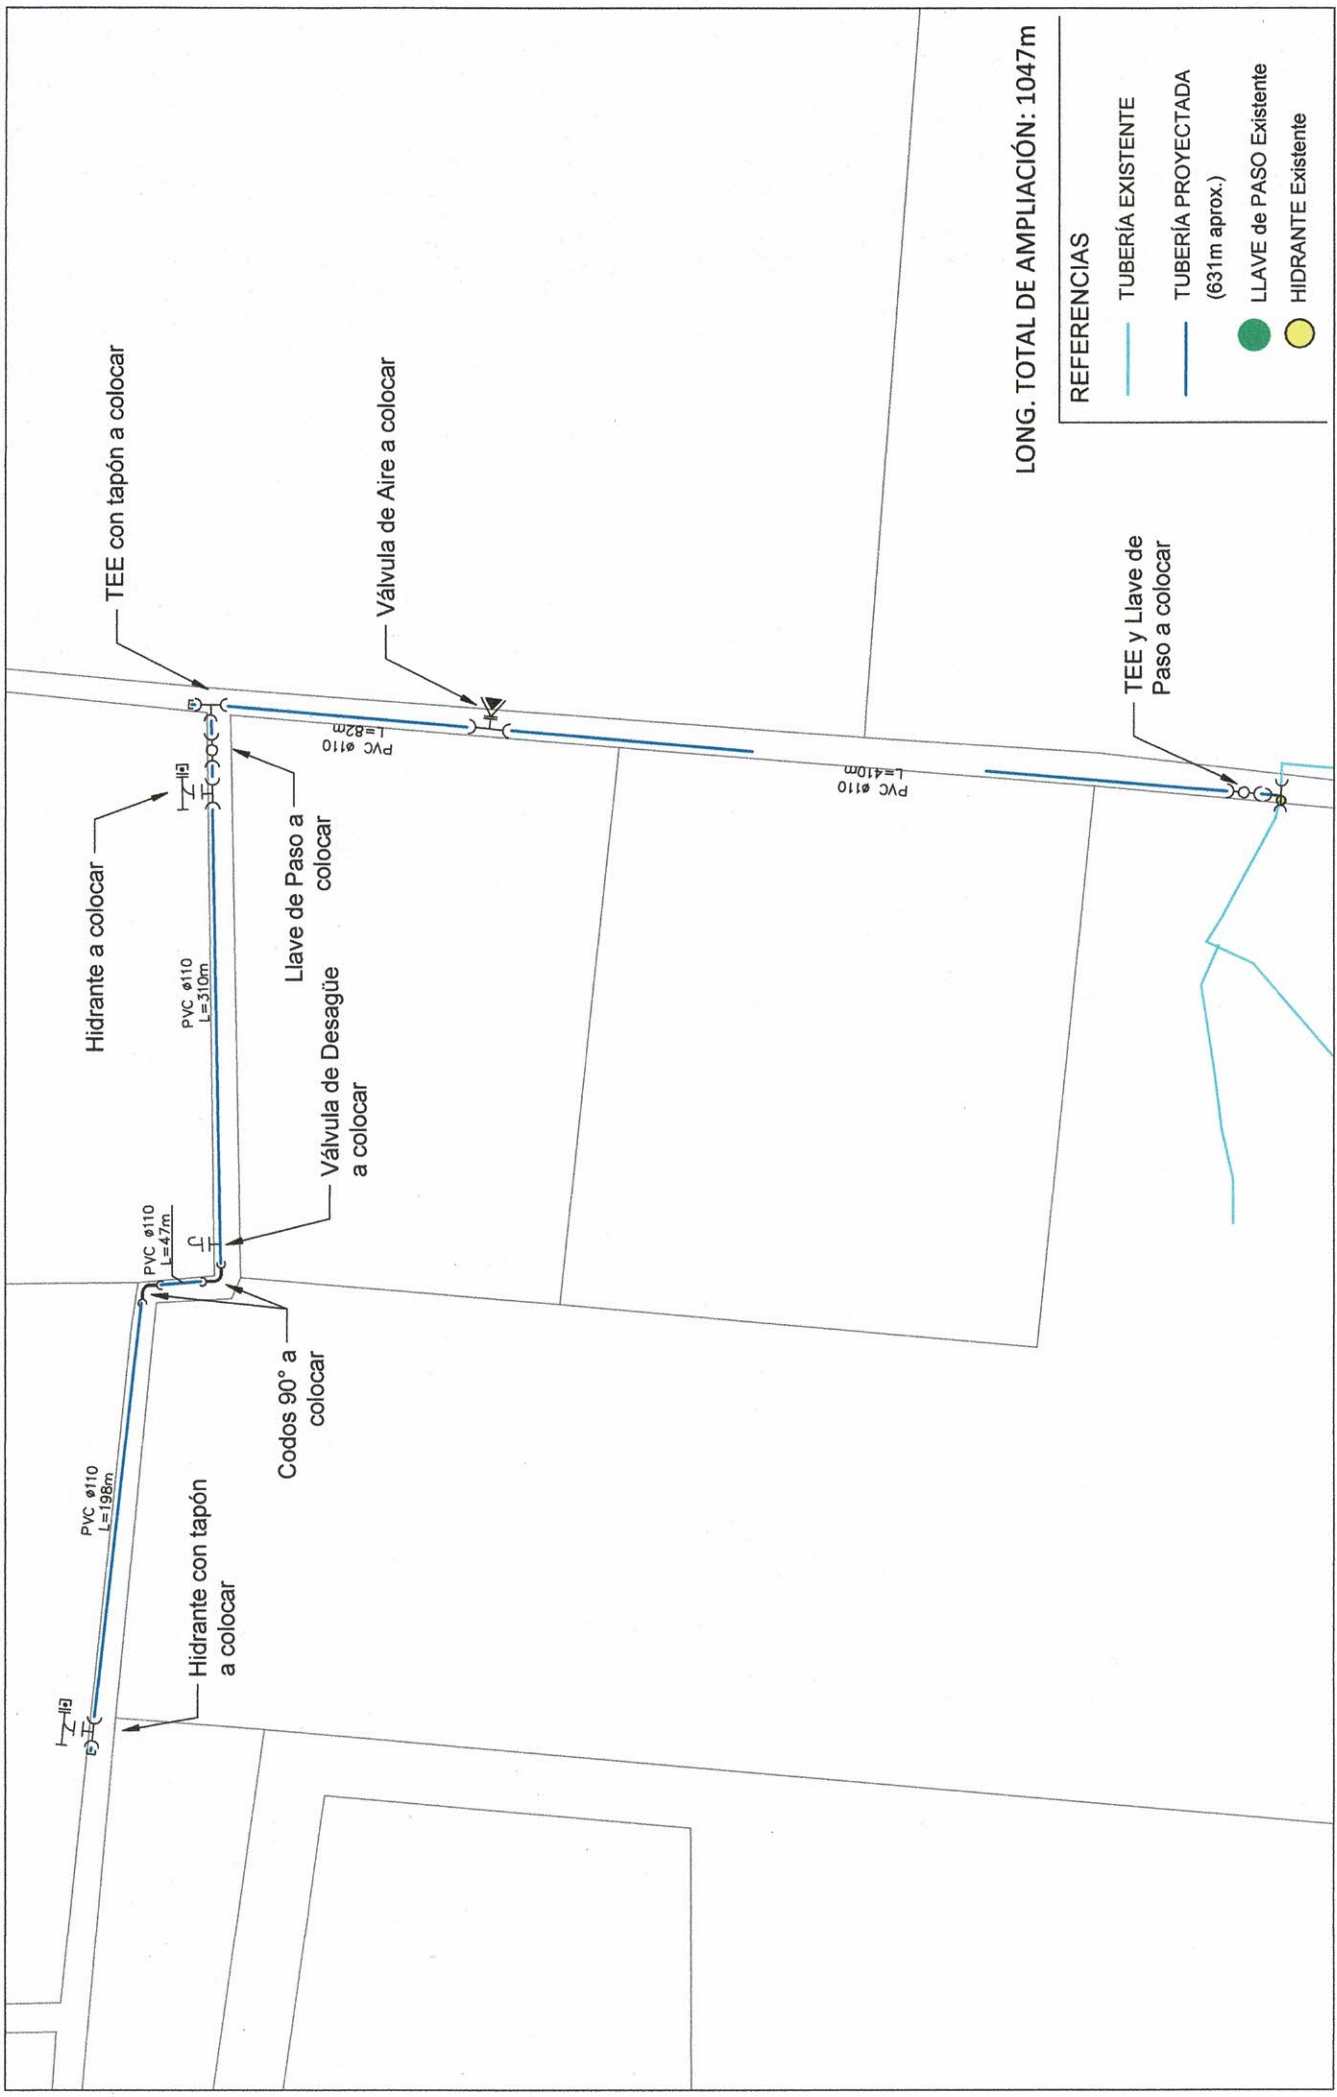 Hidrante con tapón
a colocar
PVC ø110
L=198m
Codos 90° a
colocar
PVC ø110
L=47m
Válvula de Desagüe
a colocar
PVC ø110
L=310m
Hidrante a colocar
Llave de Paso a
colocar
TEE con tapón a colocar
PVC ø110
L=82m
Válvula de Aire a colocar
PVC ø110
L=410m
TEE y Llave de
Paso a colocar
LONG. TOTAL DE AMPLIACIÓN: 1047m
REFERENCIAS
TUBERÍA EXISTENTE
TUBERÍA PROYECTADA
(631m aprox.)
LLAVE de PASO Existente
HIDRANTE Existente